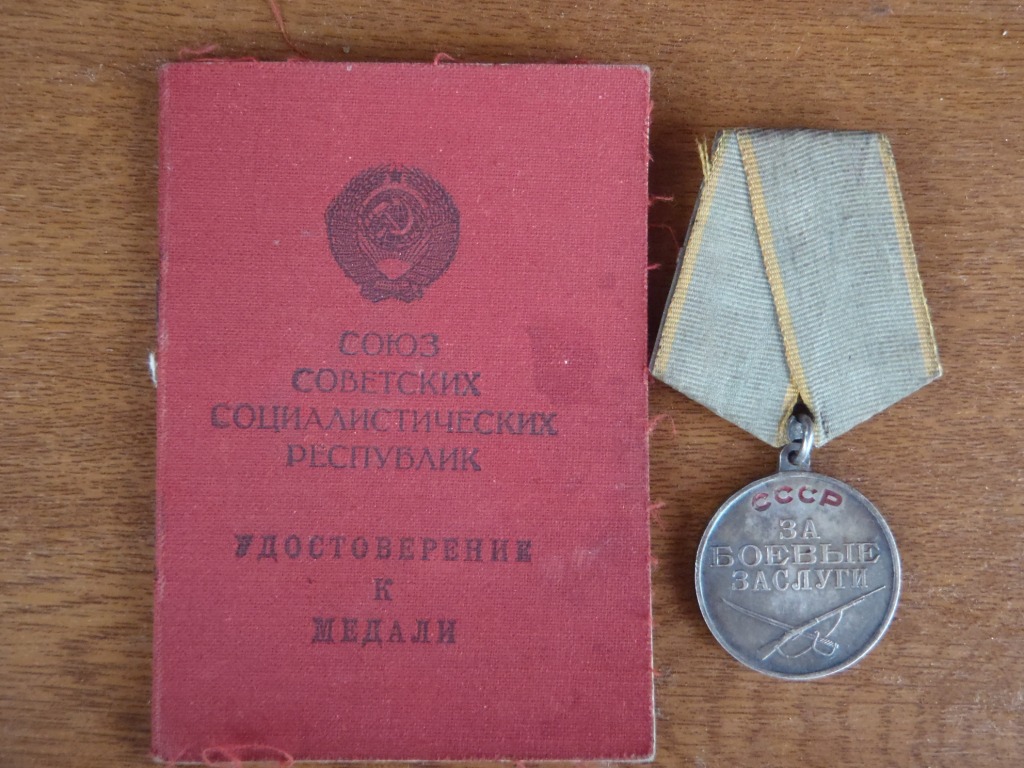 СОЮЗ
СОВЕТСКИХ
СОЦИАЛИСТИЧЕСКИХ
РЕСПУБЛИК
УДОСТОВЕРЕНИЕ
К
МЕДАЛИ
СССР
ЗА
БОЕВЫЕ
ЗАСЛУГИ